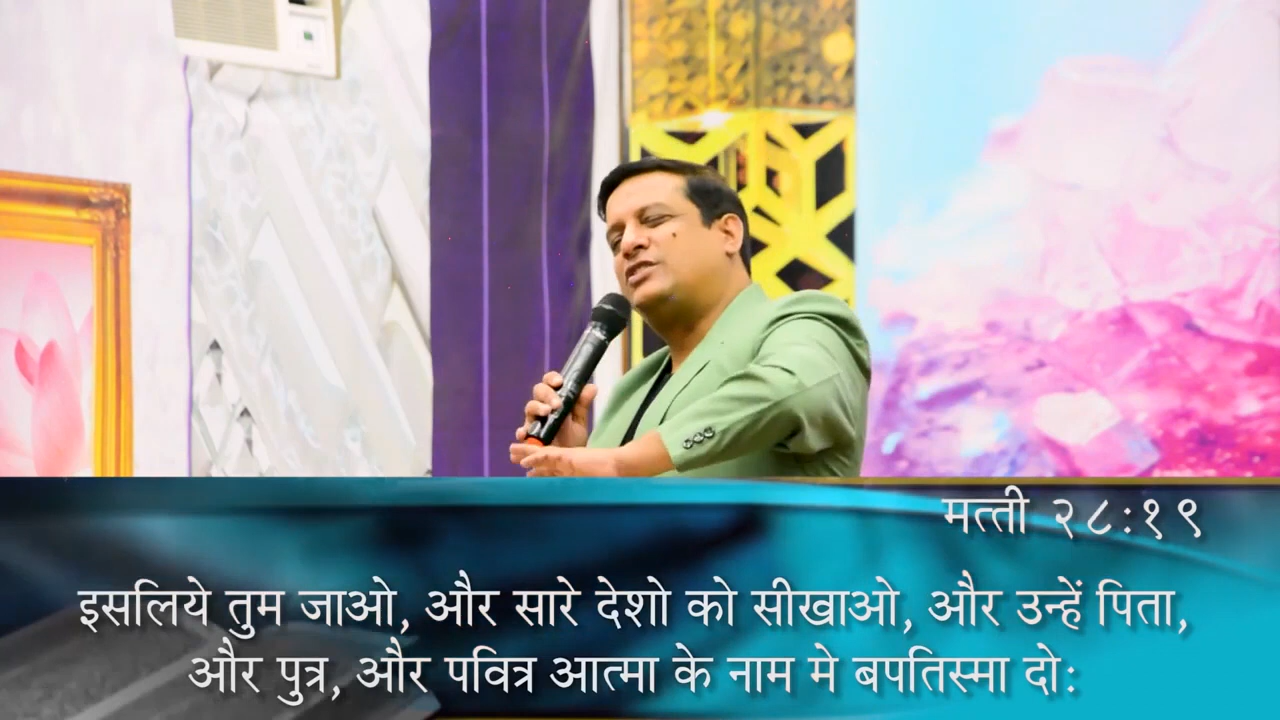 मत्ती २८:१९
इसलिये तुम जाओ, और सारे देशो को सीखाओ, और उन्हें पिता,
और पुत्र, और पवित्र आत्मा के नाम मे बपतिस्मा दो: